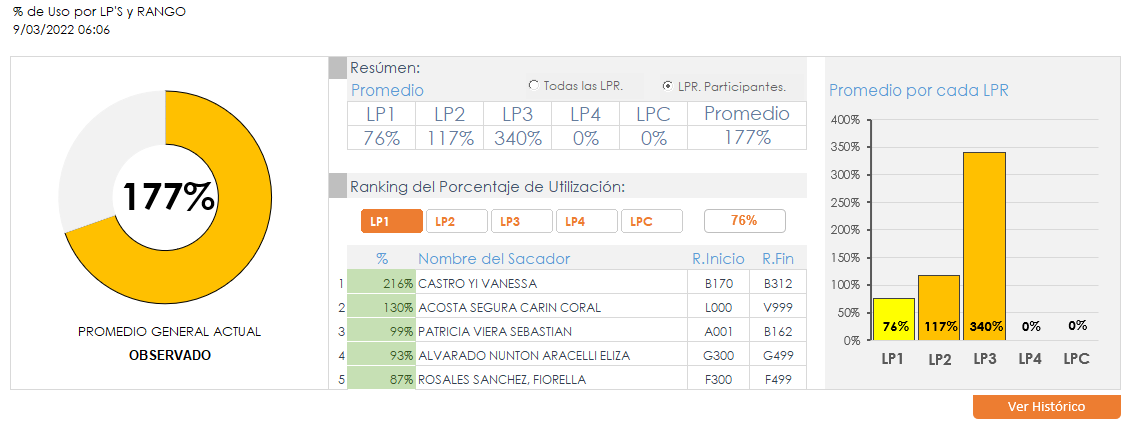 % de Uso por LP'S y RANGO
9/03/2022 06:06
177%
PROMEDIO GENERAL ACTUAL
OBSERVADO
Resúmen:
Promedio
Todas las LPR.
LPR. Participantes.
LP1 LP2 LP3 LP4 LPC Promedio
76% 117% 340% 0% 0% 177%
Ranking del Porcentaje de Utilización:
LP1 LP2 LP3 LP4 LPC 76%
% Nombre del Sacador R.Inicio R.Fin
1 216% CASTRO YI VANESSA B170 B312
2 130% ACOSTA SEGURA CARIN CORAL L000 V999
3 99% PATRICIA VIERA SEBASTIAN A001 B162
4 93% ALVARADO NUNTON ARACELLI ELIZA G300 G499
5 87% ROSALES SANCHEZ, FIORELLA F300 F499
Promedio por cada LPR
400%
350%
300%
250%
200%
150%
100%
50%
0%
76% 117% 340% 0% 0%
LP1 LP2 LP3 LP4 LPC
Ver Histórico